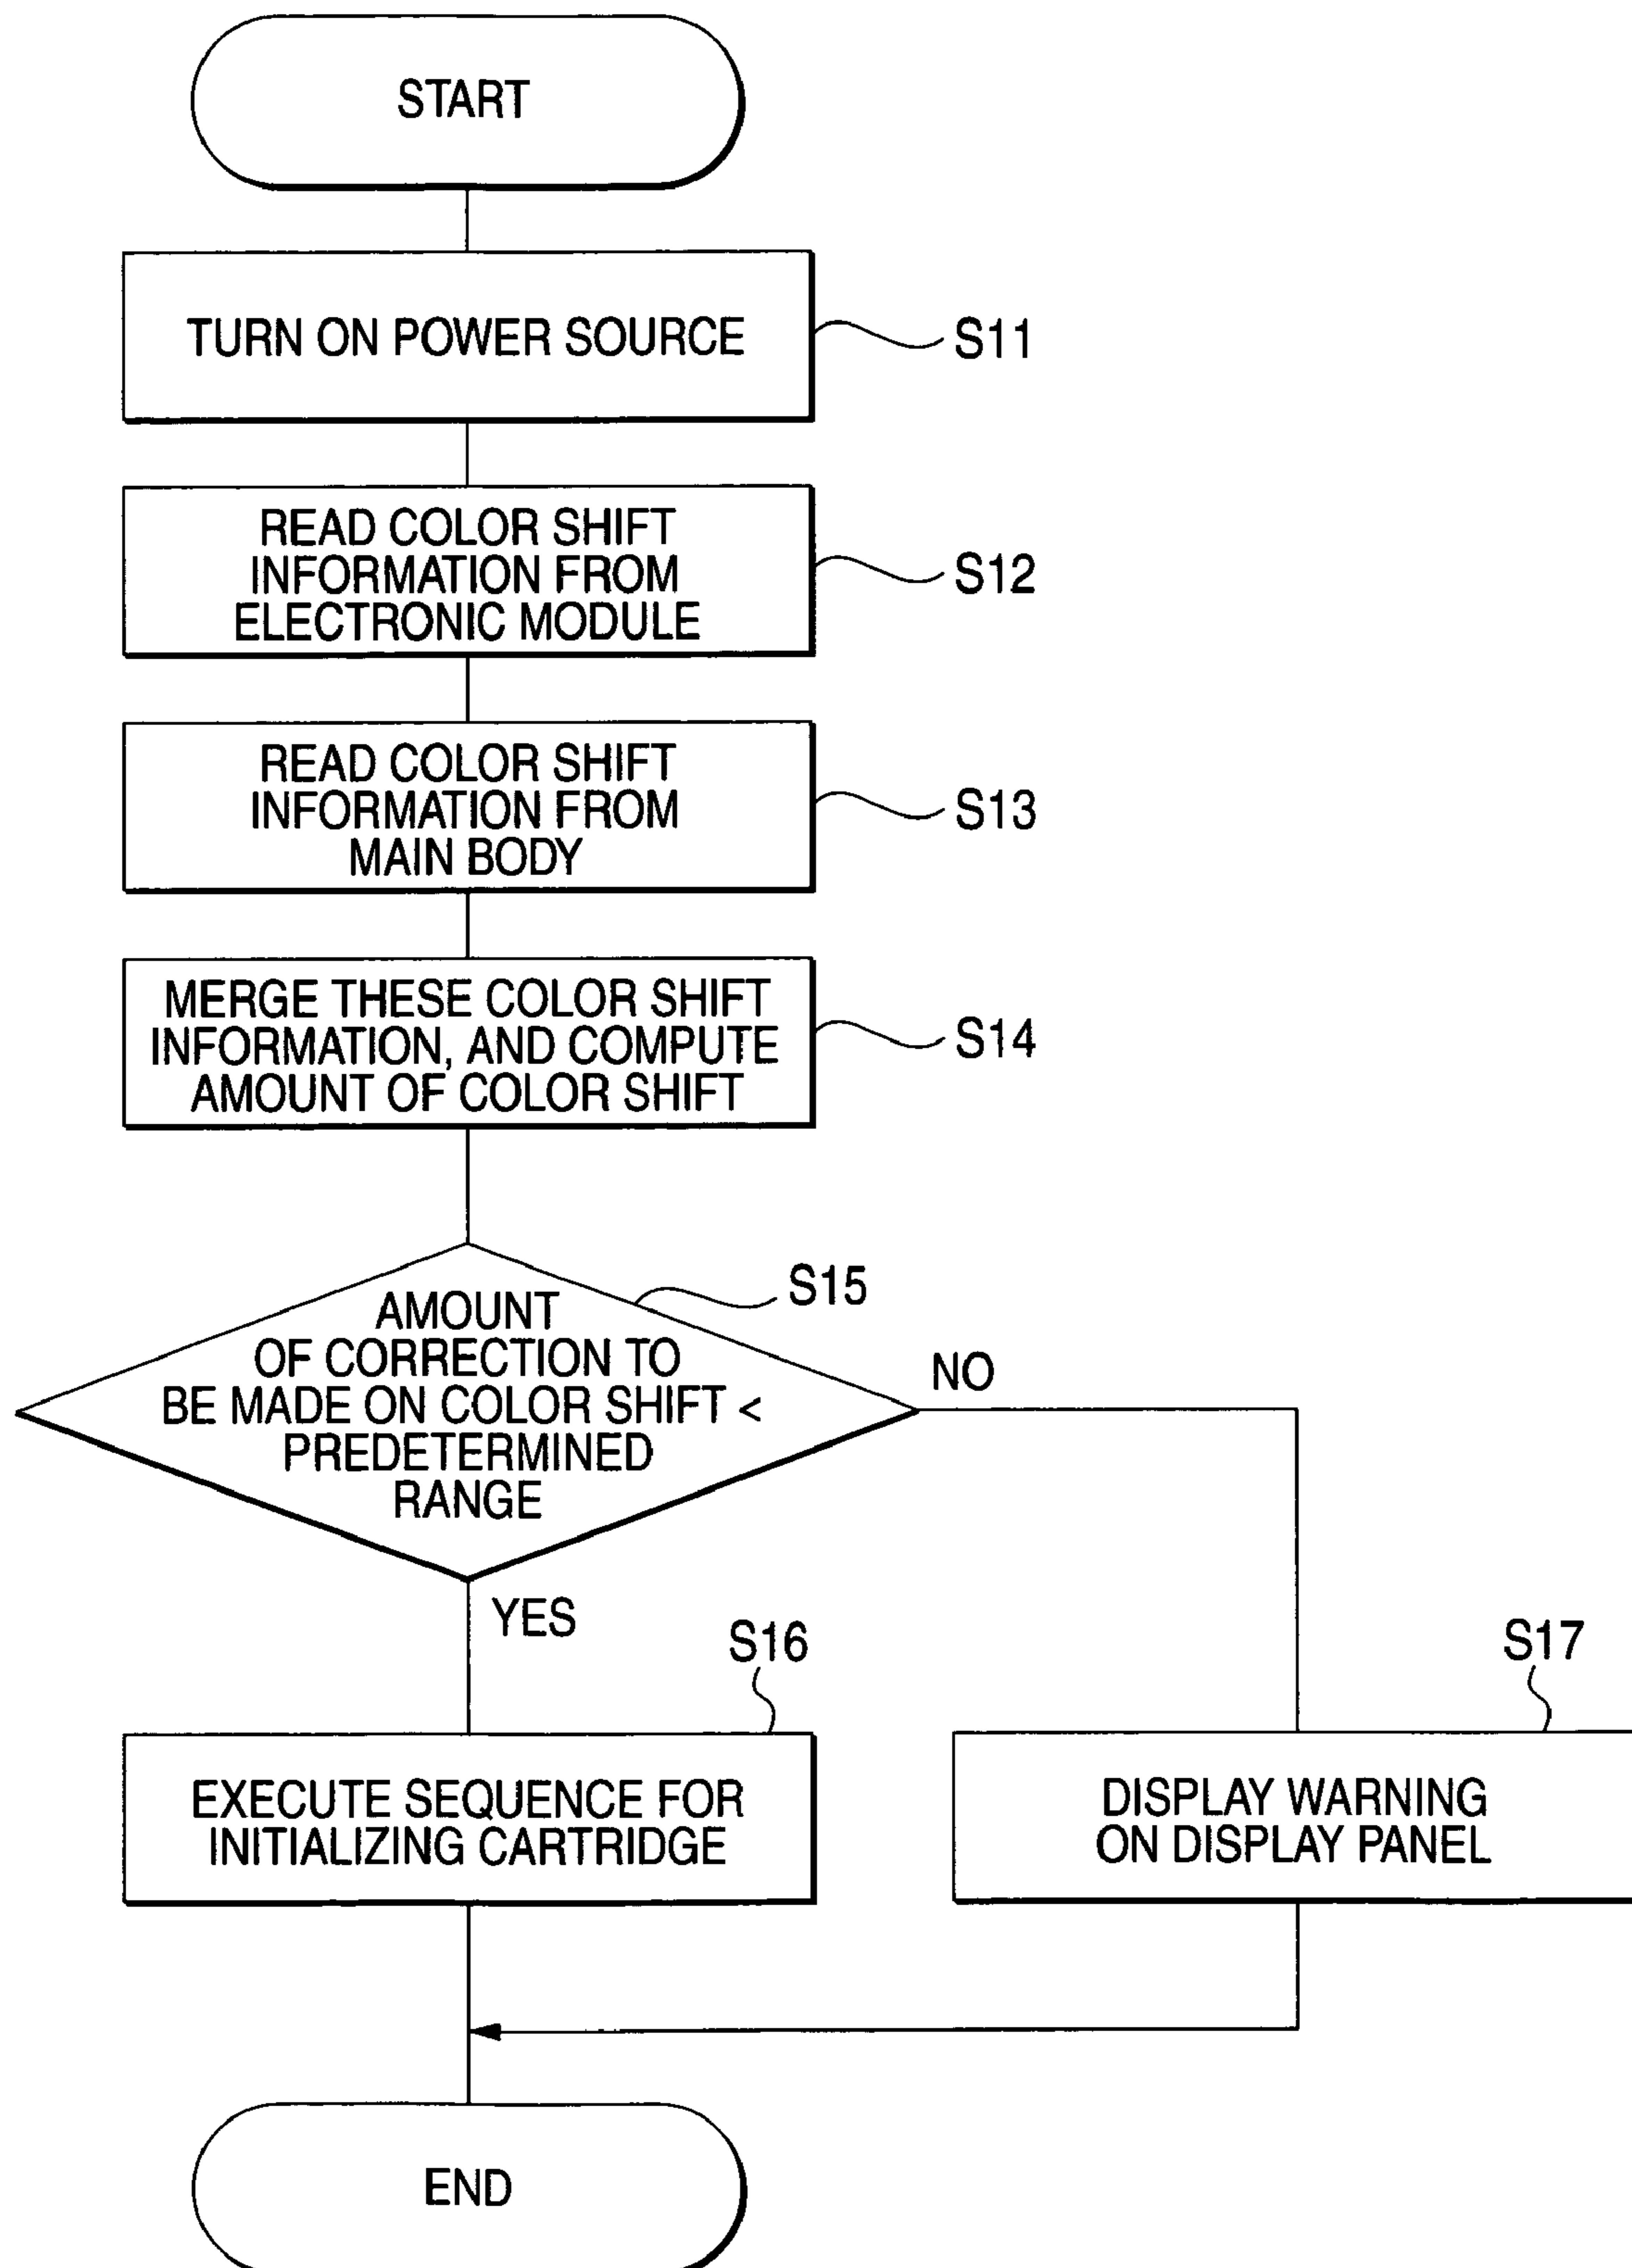 START
TURN ON POWER SOURCE
S11
READ COLOR SHIFT
INFORMATION FROM
ELECTRONIC MODULE
S12
READ COLOR SHIFT
INFORMATION FROM
MAIN BODY
S13
MERGE THESE COLOR SHIFT
INFORMATION, AND COMPUTE
AMOUNT OF COLOR SHIFT
S14
S15
AMOUNT
OF CORRECTION TO
BE MADE ON COLOR SHIFT <
PREDETERMINED
RANGE
NO
YES
S16
EXECUTE SEQUENCE FOR
INITIALIZING CARTRIDGE
S17
DISPLAY WARNING
ON DISPLAY PANEL
END